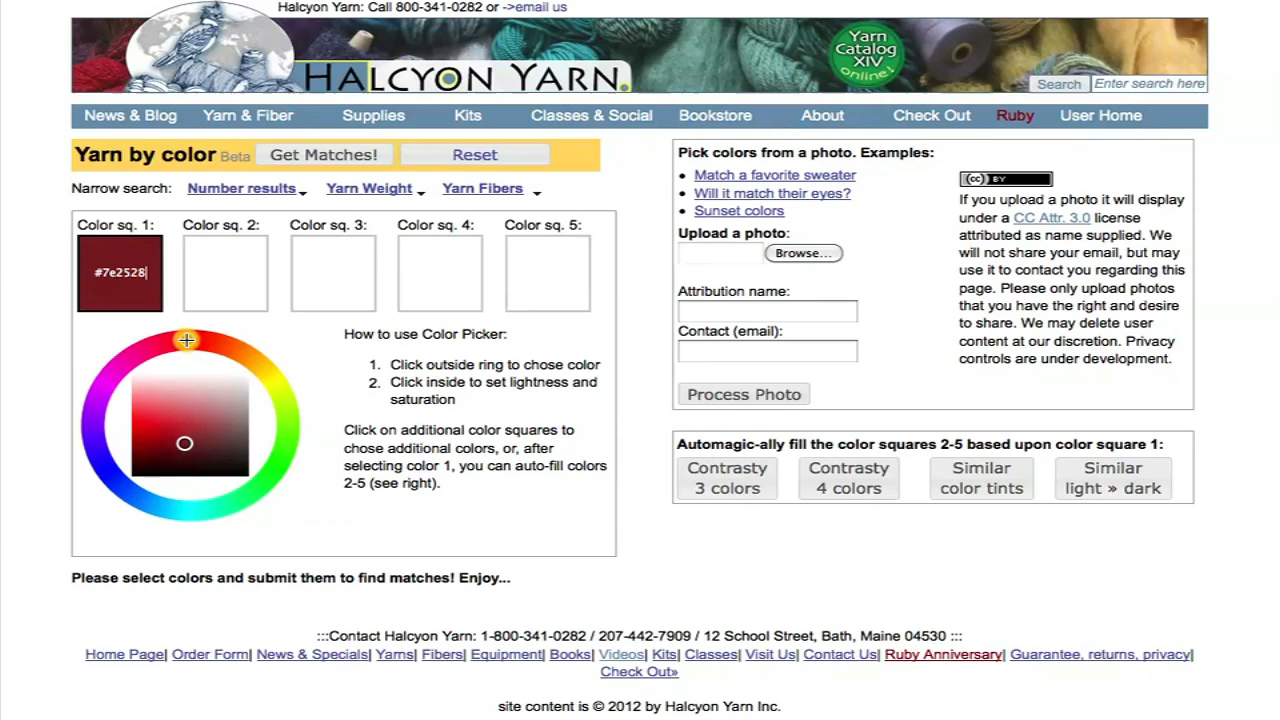 Halcyon Yarn: Call 800-341-0282 or ->email us
HALCYON YARN.
Yarn
Catalog
XIV
online!
Search
Enter search here
News & Blog
Yarn & Fiber
Supplies
Kits
Classes & Social
Bookstore
About
Check Out
Ruby
User Home
Yarn by color Beta
Get Matches!
Reset
Narrow search:
Number results
Yarn Weight
Yarn Fibers
Color sq. 1:
Color sq. 2:
Color sq. 3:
Color sq. 4:
Color sq. 5:
#7e2528
How to use Color Picker:
1. Click outside ring to chose color
2. Click inside to set lightness and
saturation
Click on additional color squares to
chose additional colors, or, after
selecting color 1, you can auto-fill colors
2-5 (see right).
Please select colors and submit them to find matches! Enjoy...
Pick colors from a photo. Examples:
Match a favorite sweater
Will it match their eyes?
Sunset colors
Upload a photo:
Browse...
Attribution name:
Contact (email):
Process Photo
(cc) BY
If you upload a photo it will display
under a CC Attr. 3.0 license
attributed as name supplied. We
will not share your email, but may
use it to contact you regarding this
page. Please only upload photos
that you have the right and desire
to share. We may delete user
content at our discretion. Privacy
controls are under development.
Automagic-ally fill the color squares 2-5 based upon color square 1:
Contrasty
3 colors
Contrasty
4 colors
Similar
color tints
Similar
light » dark
:::Contact Halcyon Yarn: 1-800-341-0282 / 207-442-7909 / 12 School Street, Bath, Maine 04530 :::
Home Page| Order Form| News & Specials| Yarns| Fibers| Equipment| Books| Videos| Kits| Classes| Visit Us| Contact Us| Ruby Anniversary| Guarantee, returns, privacy|
Check Out»
site content is © 2012 by Halcyon Yarn Inc.